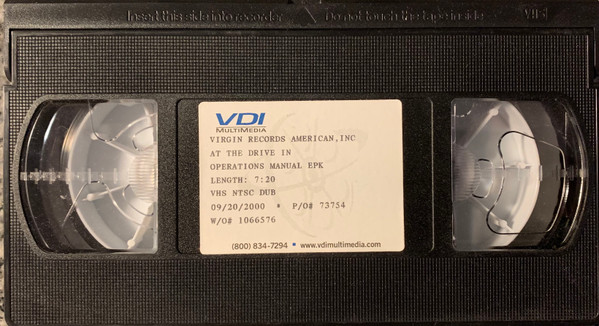 Insert this side into recorder
Do not touch the tape inside
VHS
VDI
MULTIMEDIA
VIRGIN RECORDS AMERICAN, INC
AT THE DRIVE IN
OPERATIONS MANUAL EPK
LENGTH: 7:20
VHS NTSC DUB
09/20/2000 * P/O# 73754
W/O# 1066576
(800) 834-7294 • www.vdimultimedia.com